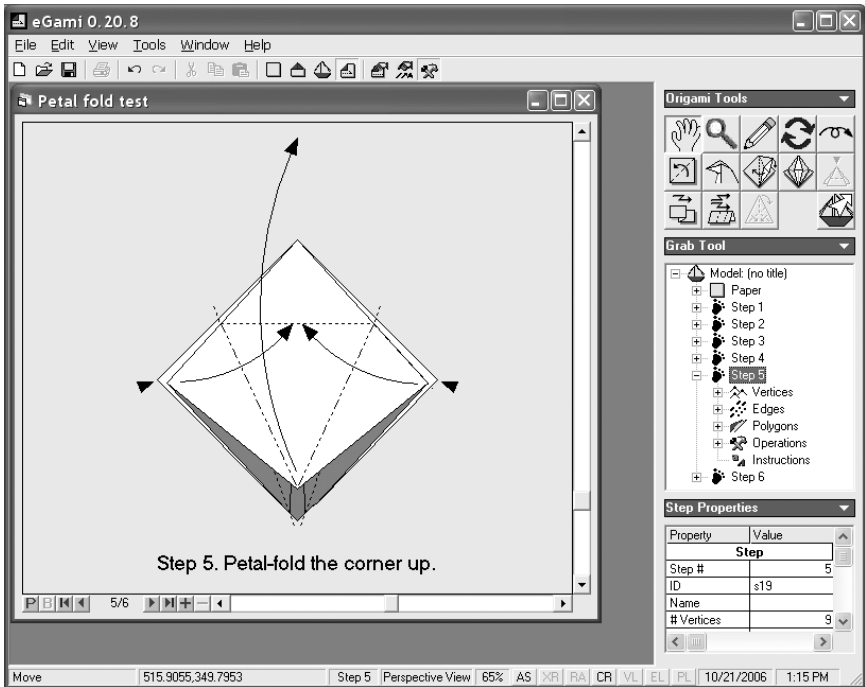 eGami 0.20.8
File Edit View Tools Window Help
Petal fold test
Step 5. Petal-fold the corner up.
P B 5/6
Origami Tools
Grab Tool
Model: (no title)
Paper
Step 1
Step 2
Step 3
Step 4
Step 5
Vertices
Edges
Polygons
Operations
Instructions
Step 6
Step Properties
Property Value
Step
Step # 5
ID s19
Name
# Vertices 9
Move 515.9055,349.7953 Step 5 Perspective View 65% AS XR RA CR VL EL PL 10/21/2006 1:15 PM